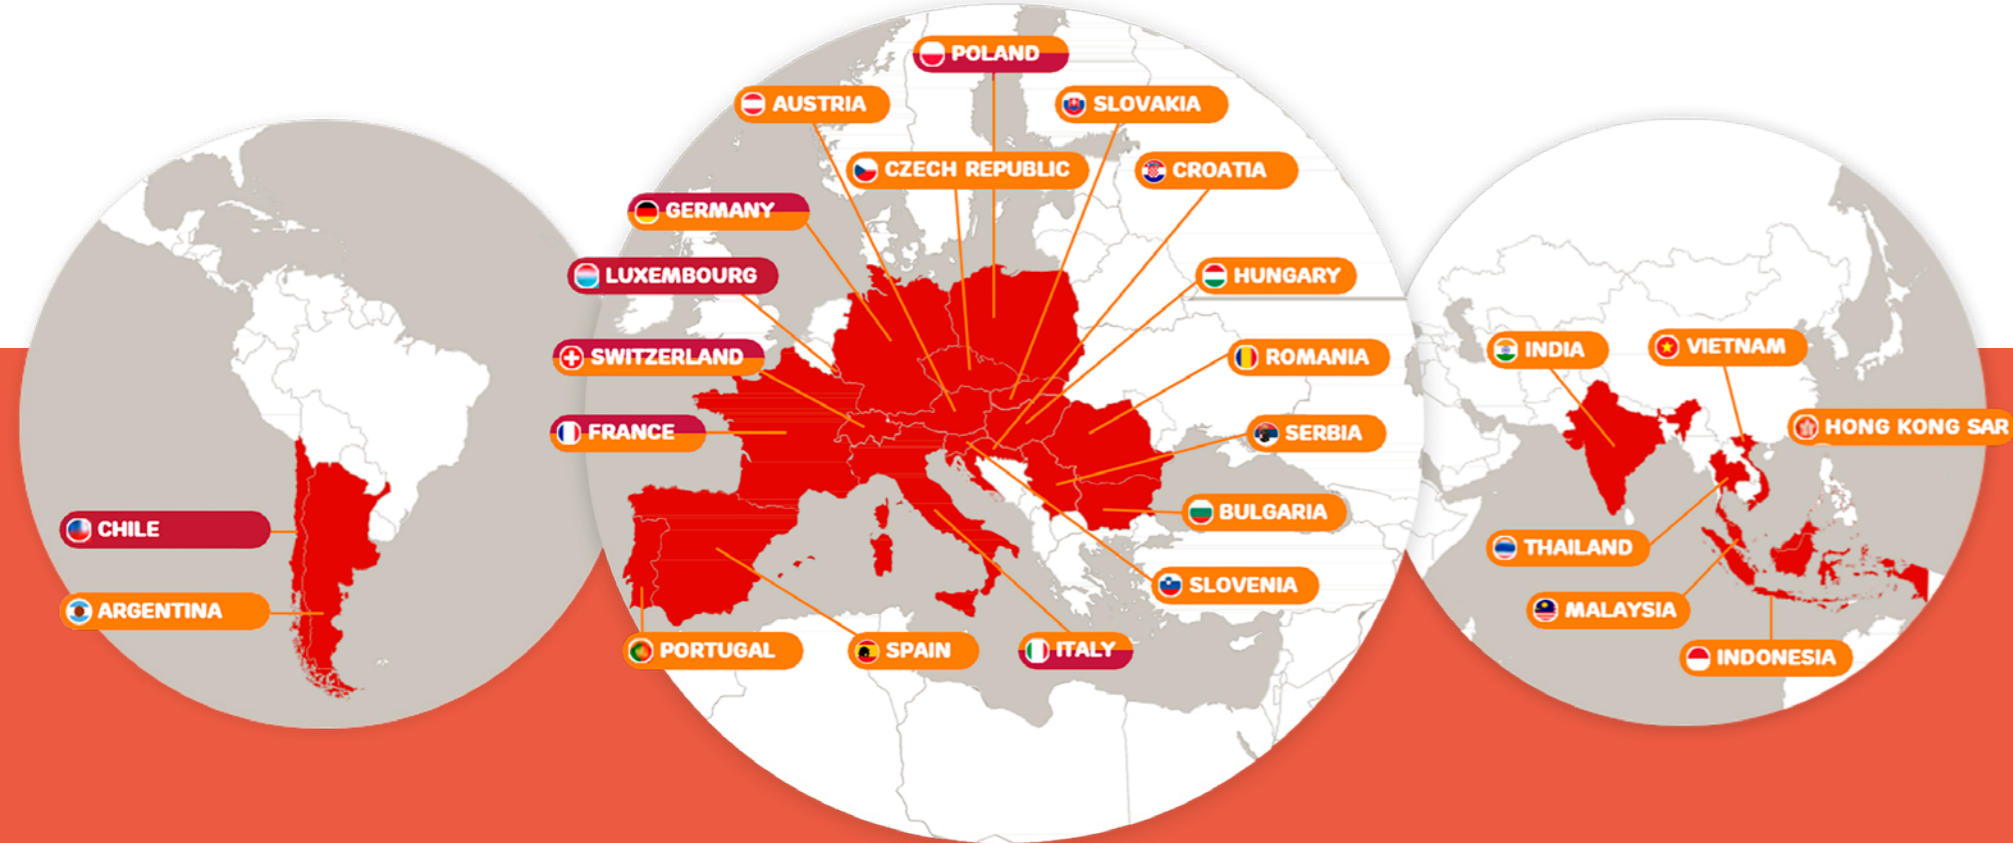 POLAND
AUSTRIA
SLOVAKIA
CZECH REPUBLIC
CROATIA
GERMANY
LUXEMBOURG
HUNGARY
SWITZERLAND
ROMANIA
FRANCE
SERBIA
BULGARIA
SLOVENIA
PORTUGAL
SPAIN
ITALY
CHILE
ARGENTINA
INDIA
VIETNAM
HONG KONG SAR
THAILAND
MALAYSIA
INDONESIA